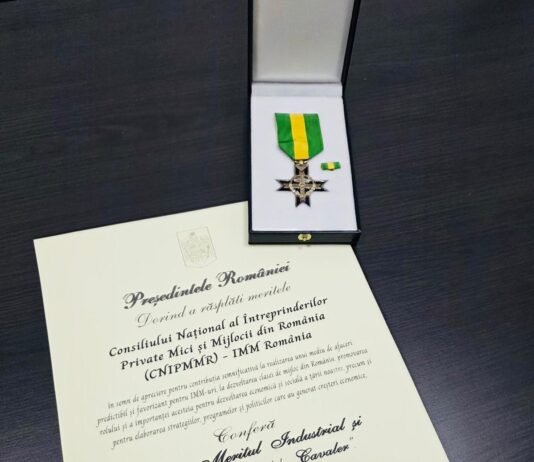 Președintele României
Dorind a răsplăti meritele
Consiliului Național al Întreprinderilor
Private Mici și Mijlocii din România
(CNIPMMR) - IMM România
în semn de apreciere pentru contribuția semnificativă la realizarea unui mediu de afaceri
predictibil și favorizant pentru IMM-uri, la dezvoltarea clasei de mijloc din România, promovarea
rolului și a importanței acesteia pentru dezvoltarea economică și socială a țării noastre, precum și
pentru elaborarea strategiilor, programelor și politicilor care au generat creșteri economice,
Conferă
Meritul Industrial și
Cavaler".